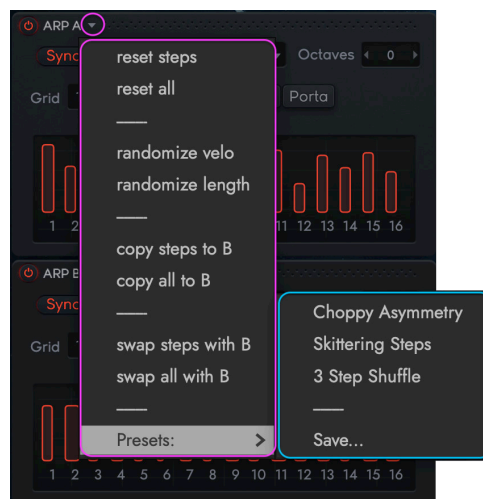 ARP A
Sync
Octaves 0
Grid
Porta
1 2 11 12 13 14 15 16
reset steps
reset all
randomize velo
randomize length
copy steps to B
copy all to B
swap steps with B
swap all with B
Presets: >
ARP B
Sync
Grid
1 2 3 4 5 6 7 8 9 10 11 12 13 14 15 16
Choppy Asymmetry
Skittering Steps
3 Step Shuffle
Save...